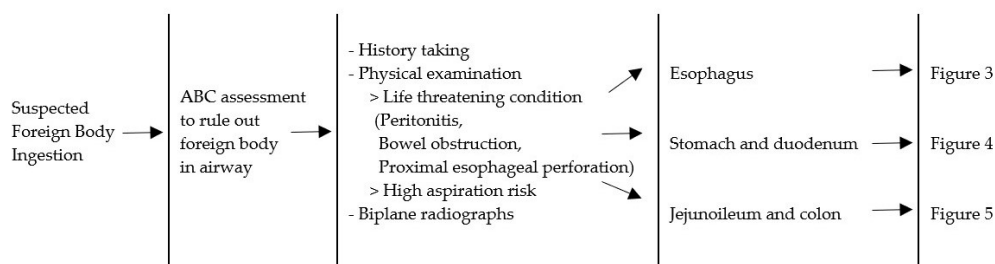 Suspected
Foreign Body
Ingestion
ABC assessment
to rule out
foreign body
in airway
- History taking
- Physical examination
> Life threatening condition
(Peritonitis,
Bowel obstruction,
Proximal esophageal perforation)
> High aspiration risk
- Biplane radiographs
Esophagus
Stomach and duodenum
Jejunoileum and colon
Figure 3
Figure 4
Figure 5